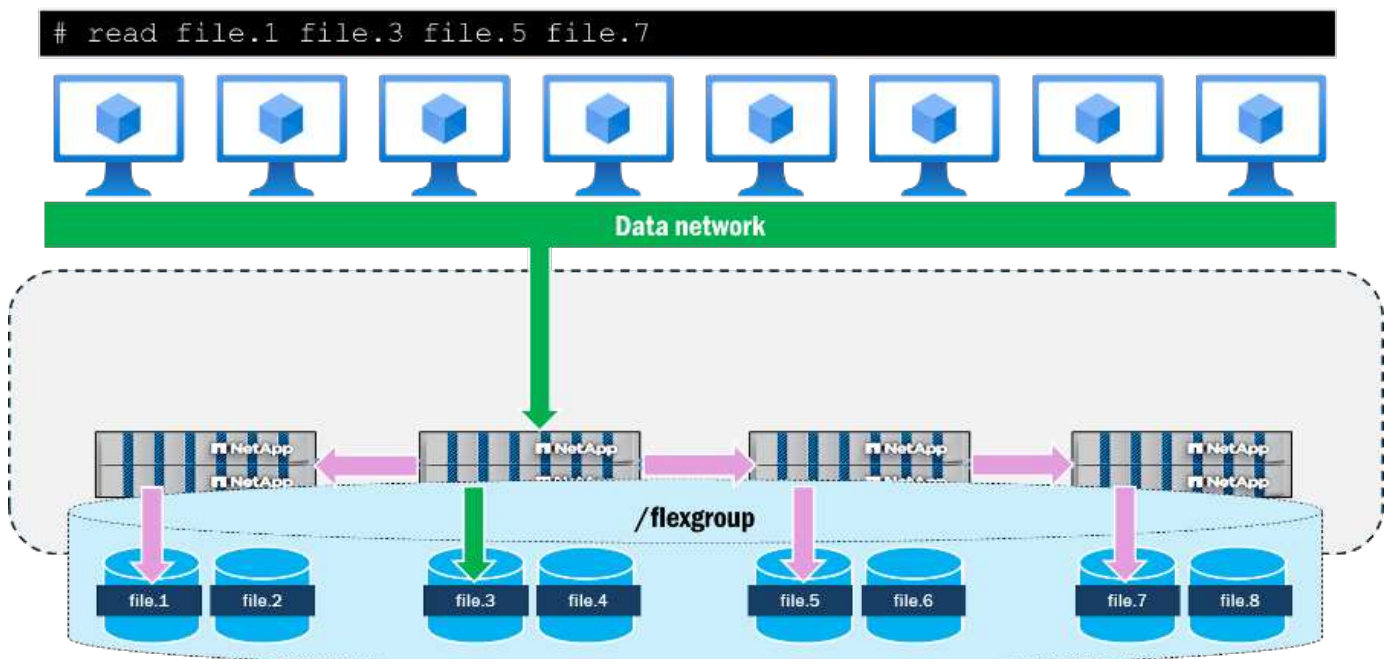 # read file.1 file.3 file.5 file.7
Data network
NetApp NetApp NetApp NetApp
NetApp NetApp NetApp NetApp
/flexgroup
file.1 file.2 file.3 file.4 file.5 file.6 file.7 file.8